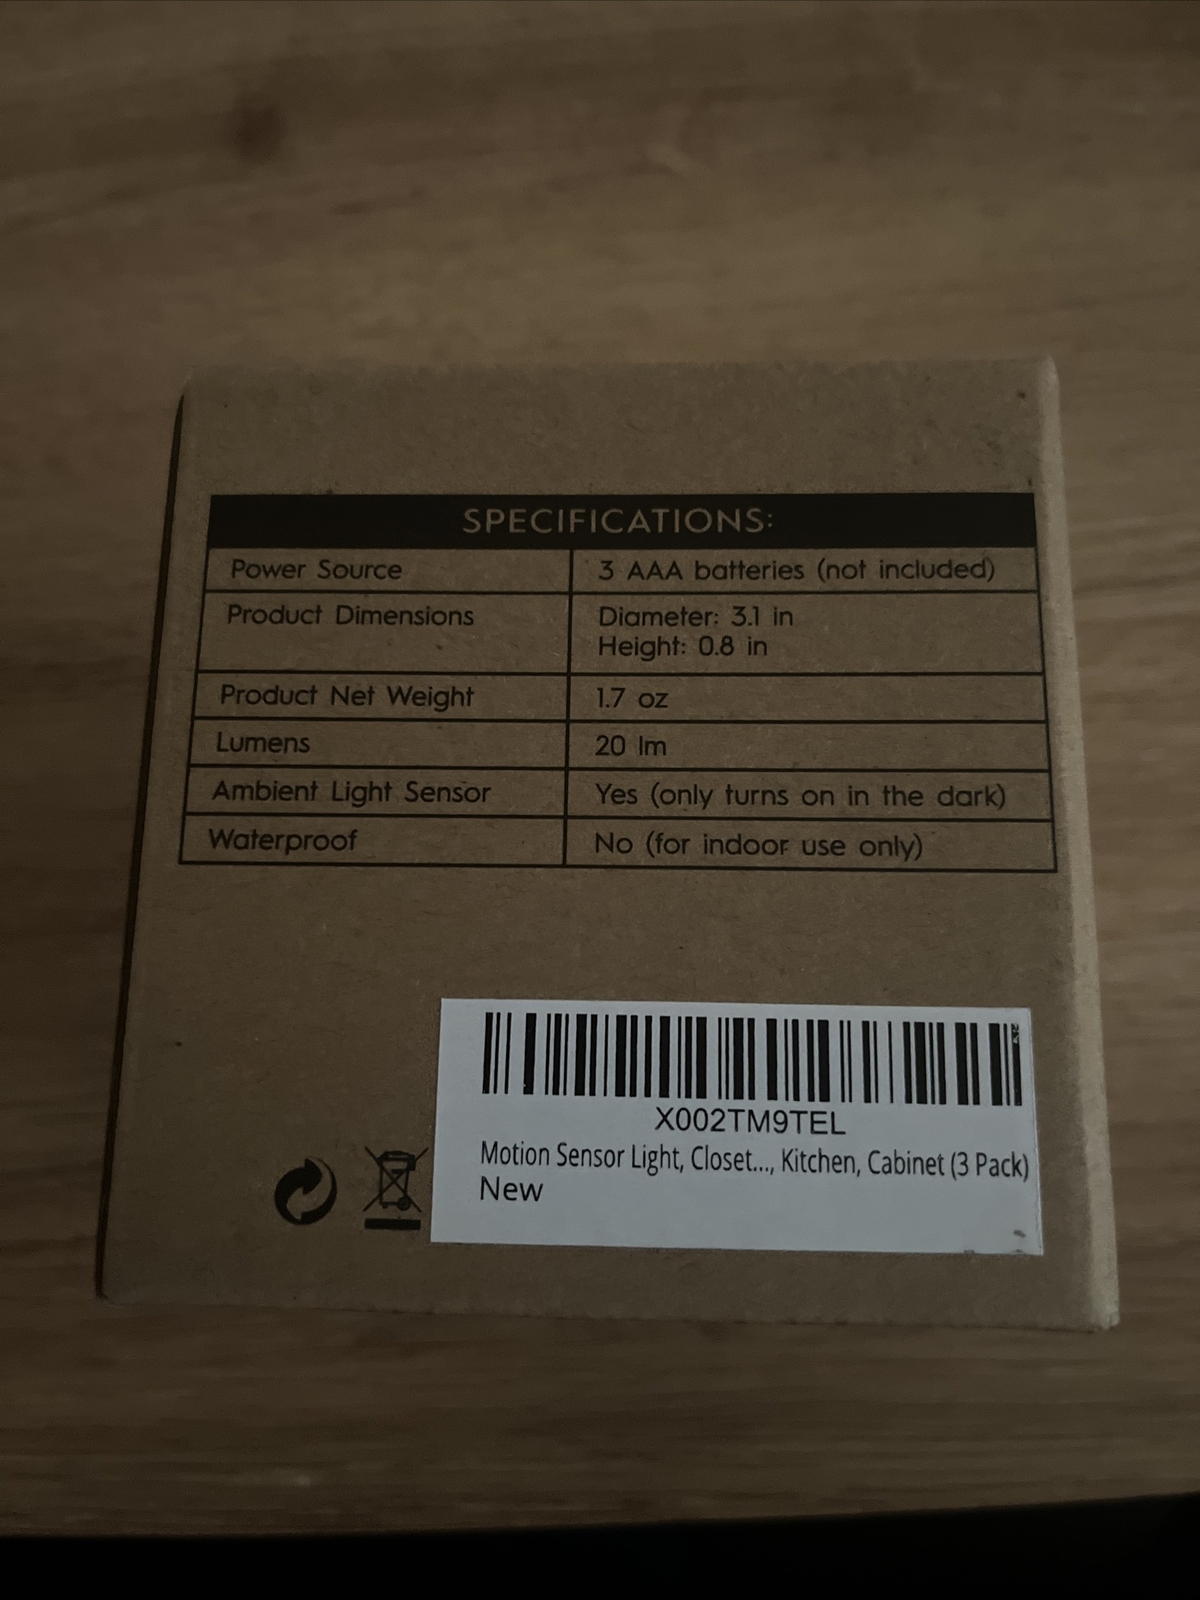 SPECIFICATIONS:
Power Source 3 AAA batteries (not included)
Product Dimensions Diameter: 3.1 in
Height: 0.8 in
Product Net Weight 1.7 oz
Lumens 20 lm
Ambient Light Sensor Yes (only turns on in the dark)
Waterproof No (for indoor use only)
X002TM9TEL
Motion Sensor Light, Closet..., Kitchen, Cabinet (3 Pack)
New